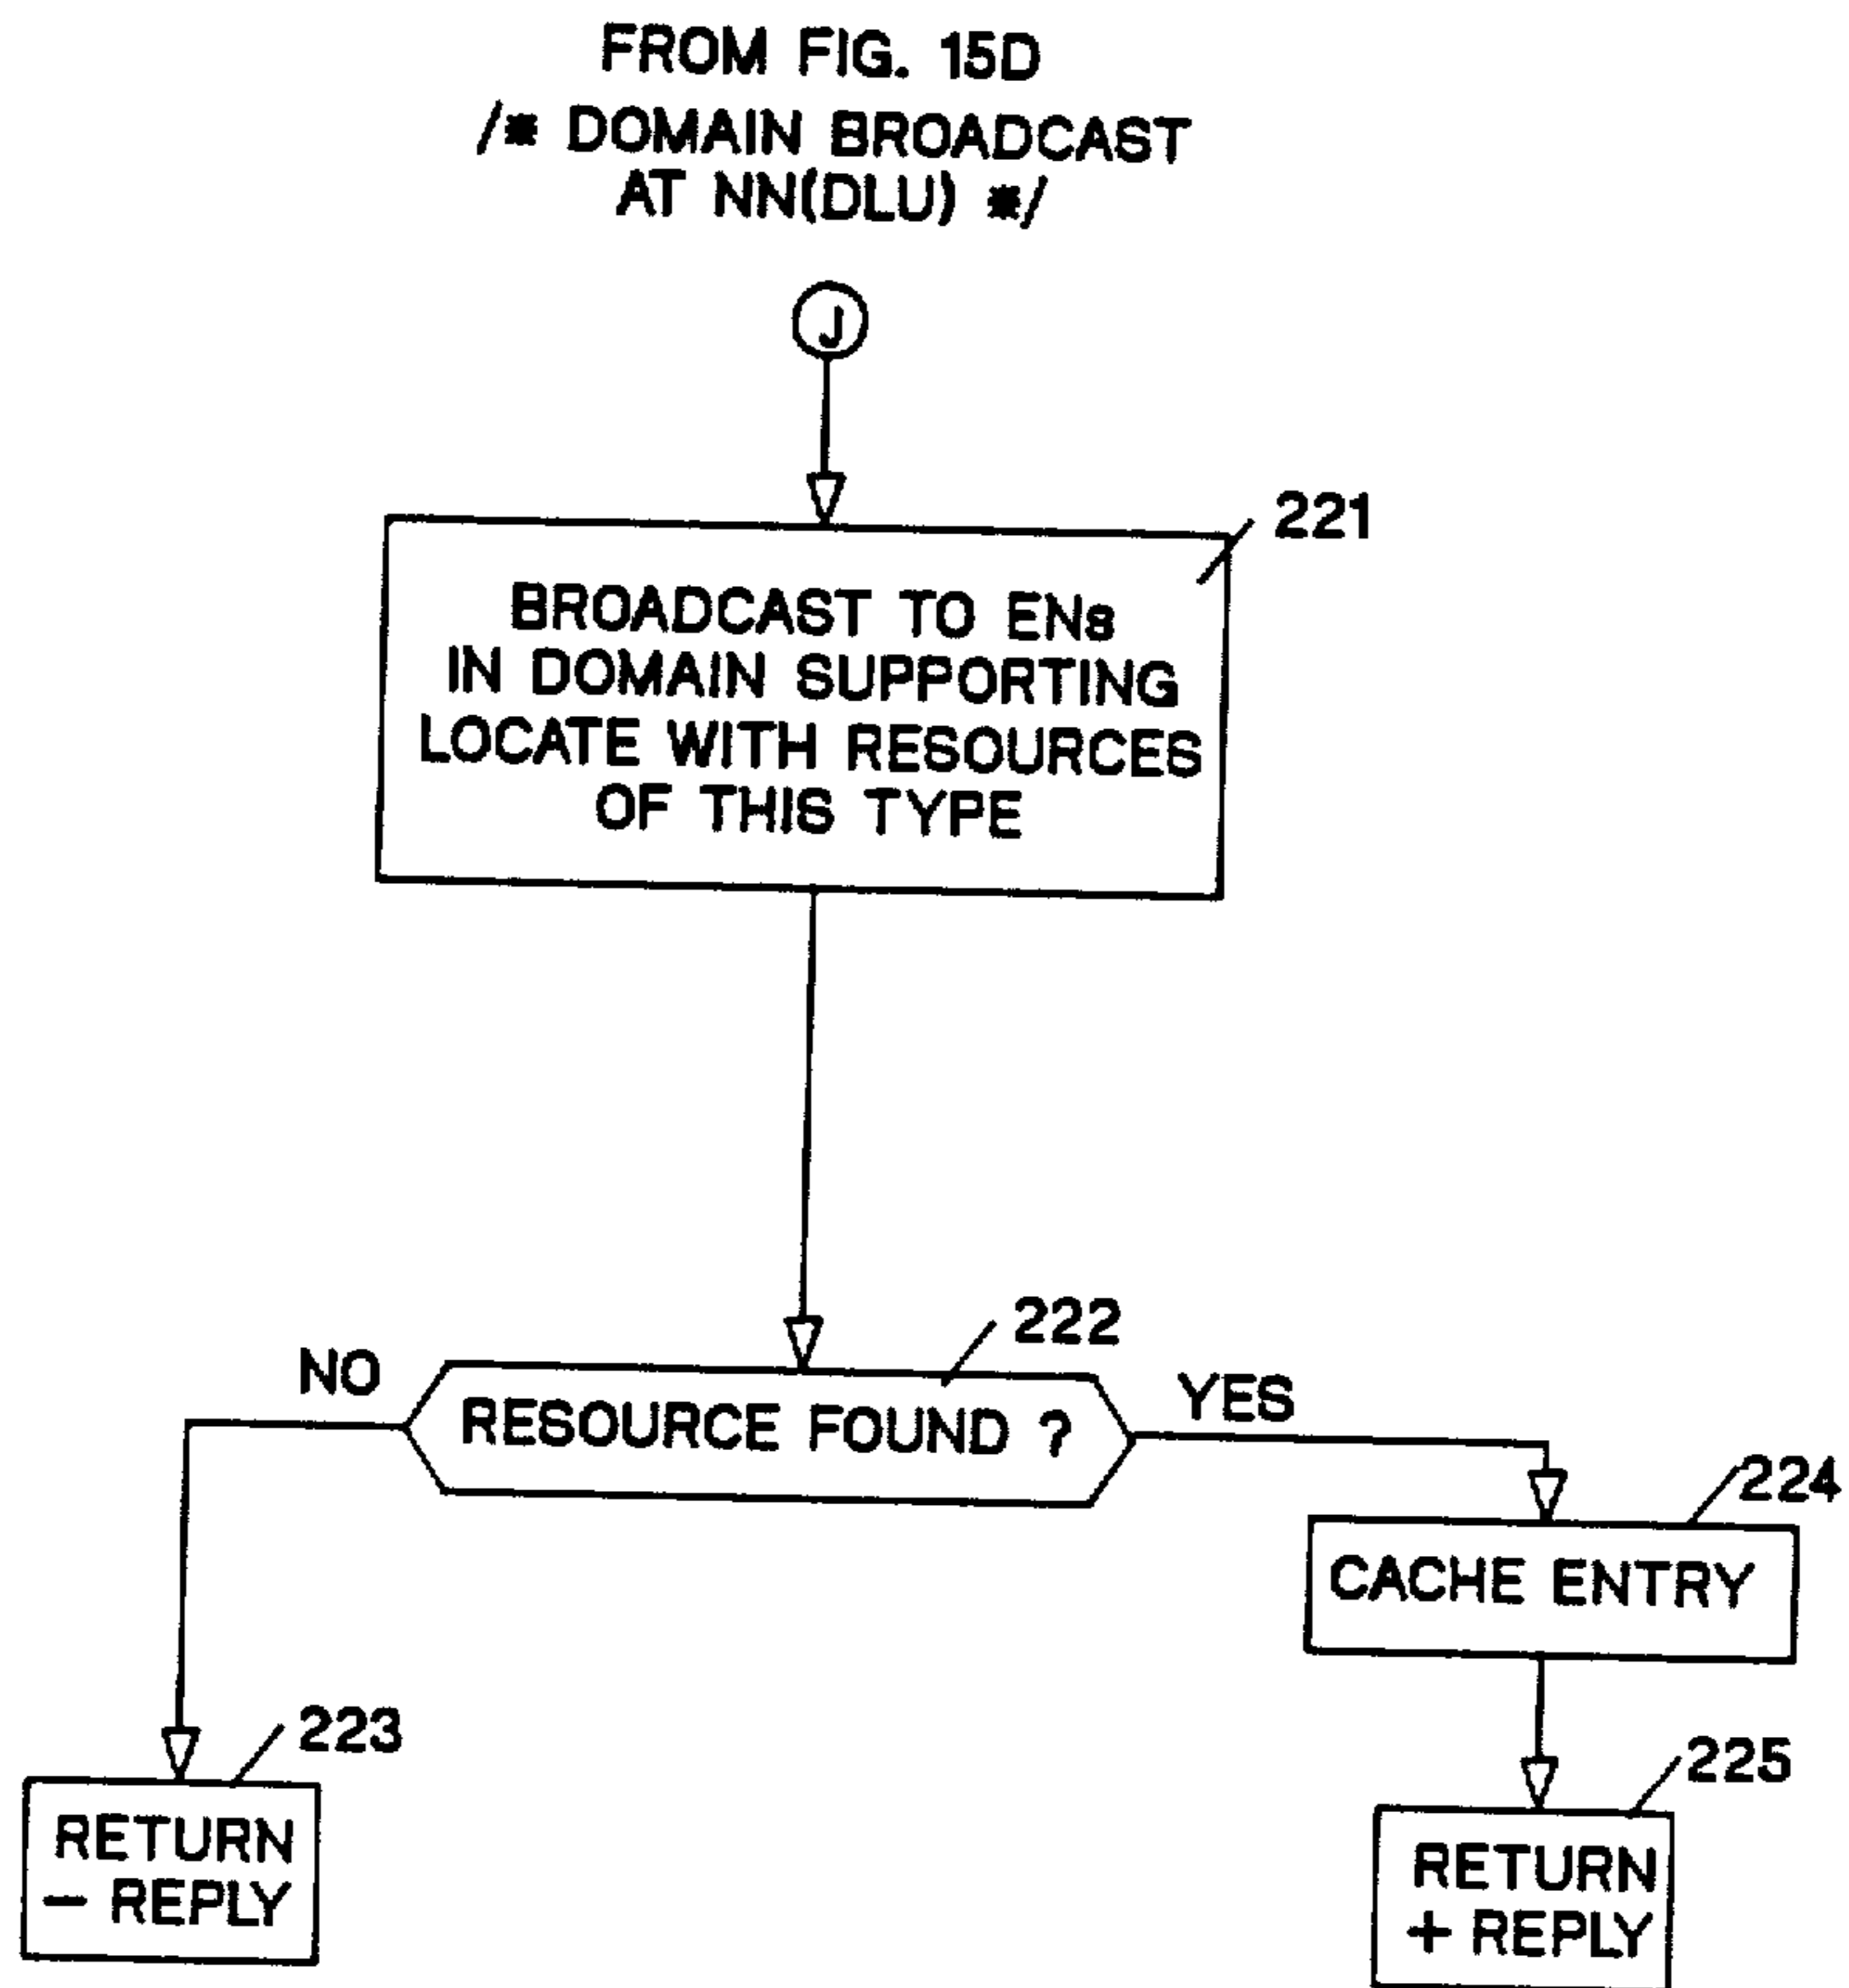 FROM FIG. 15D
/* DOMAIN BROADCAST
AT NN(DLU) */
J
221
BROADCAST TO ENs
IN DOMAIN SUPPORTING
LOCATE WITH RESOURCES
OF THIS TYPE
222
NO
RESOURCE FOUND ?
YES
224
CACHE ENTRY
223
RETURN
- REPLY
225
RETURN
+ REPLY